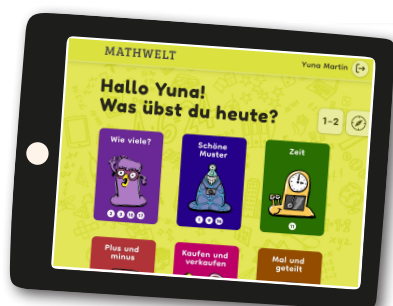 MATHWELT
Yuna Martin
Hallo Yuna!
Was übst du heute?
1-2
Wie viele?
Schöne
Muster
Zeit
11
Plus und
minus
Kaufen und
verkaufen
Mal und
geteilt